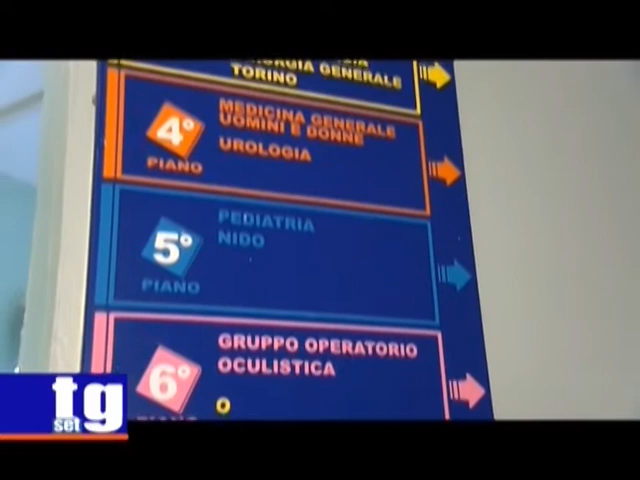 GENERALE
TORINO
4°
PIANO
MEDICINA GENERALE
UOMINI E DONNE
UROLOGIA
5°
PIANO
PEDIATRIA
NIDO
6°
PIANO
GRUPPO OPERATORIO
OCULISTICA
O
tg
set